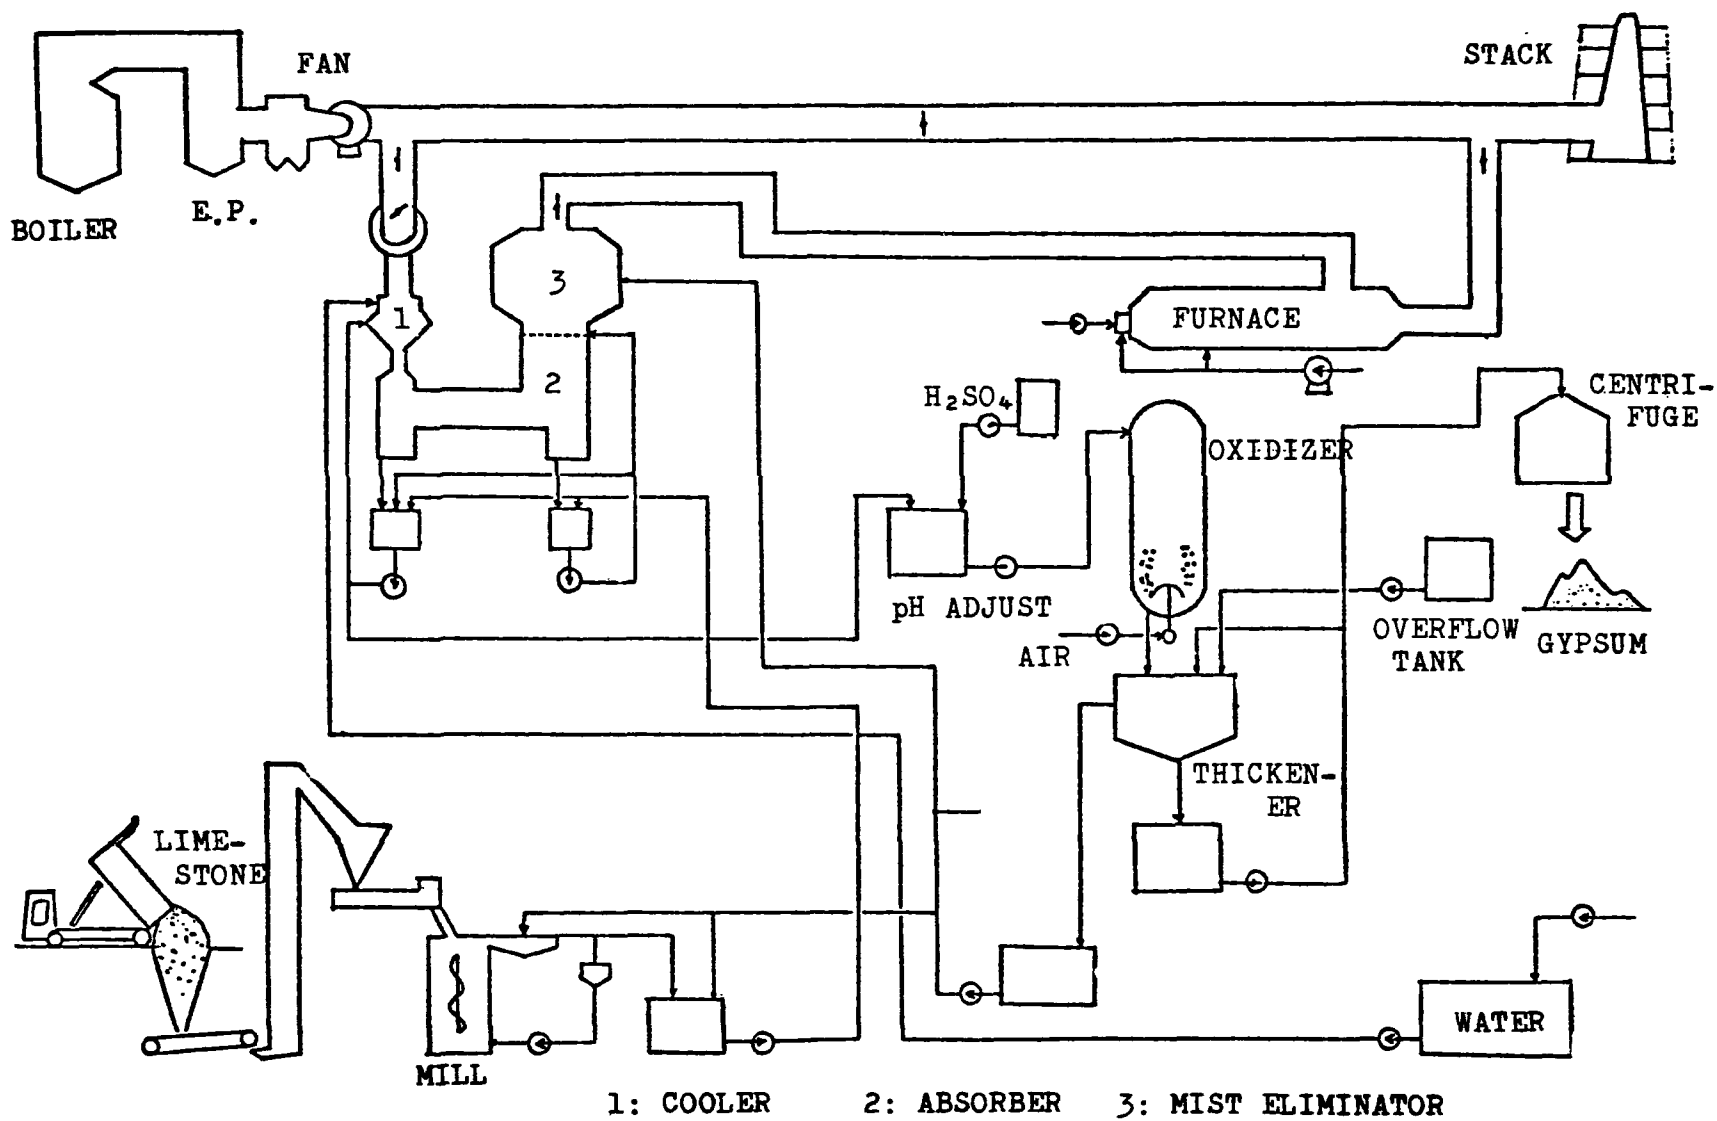 FAN
STACK
E.P.
BOILER
3
1
FURNACE
2
H₂SO₄
CENTRI-
FUGE
OXIDIZER
pH ADJUST
AIR
OVERFLOW
TANK
GYPSUM
THICKEN-
ER
LIME-
STONE
WATER
MILL
1: COOLER 2: ABSORBER 3: MIST ELIMINATOR